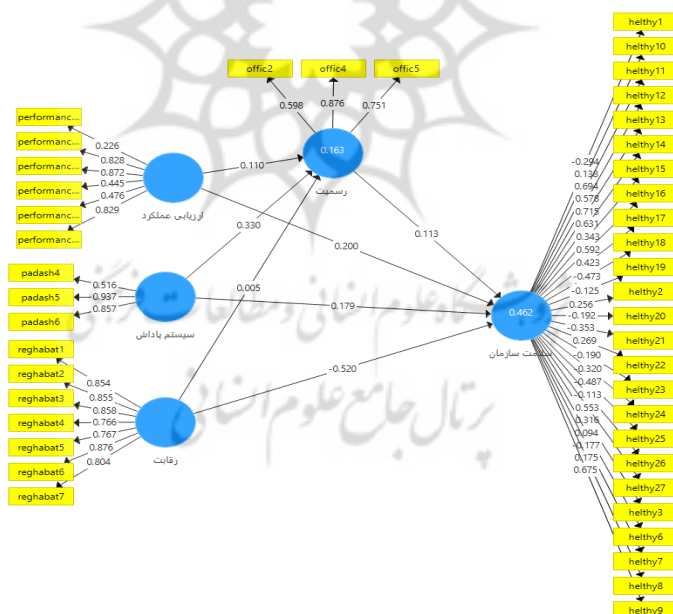 helthy1
helthy10
helthy11
helthy12
helthy13
helthy14
helthy15
helthy16
helthy17
helthy18
helthy19
helthy2
helthy20
helthy21
helthy22
helthy23
helthy24
helthy25
helthy26
helthy27
helthy3
helthy6
helthy7
helthy8
helthy9
offic2
offic4
offic5
0.598
0.876
0.751
0.163
رسمیت
performanc...
performanc...
performanc...
performanc...
performanc...
performanc...
0.226
0.828
0.872
0.445
0.476
0.829
ارزیابی عملکرد
0.110
0.330
0.005
0.113
0.200
0.179
-0.520
padash4
padash5
padash6
0.516
0.937
0.857
سیستم پاداش
reghabat1
reghabat2
reghabat3
reghabat4
reghabat5
reghabat6
reghabat7
0.854
0.855
0.858
0.766
0.767
0.876
0.804
رقابت
0.462
سلامت سازمان
-0.294
0.138
0.694
0.578
0.715
0.631
0.343
0.592
0.423
-0.473
-0.125
0.256
-0.192
-0.353
0.269
-0.190
-0.320
-0.487
-0.113
0.553
0.316
0.094
-0.177
0.175
0.675
پرتال جامع علوم انسانی